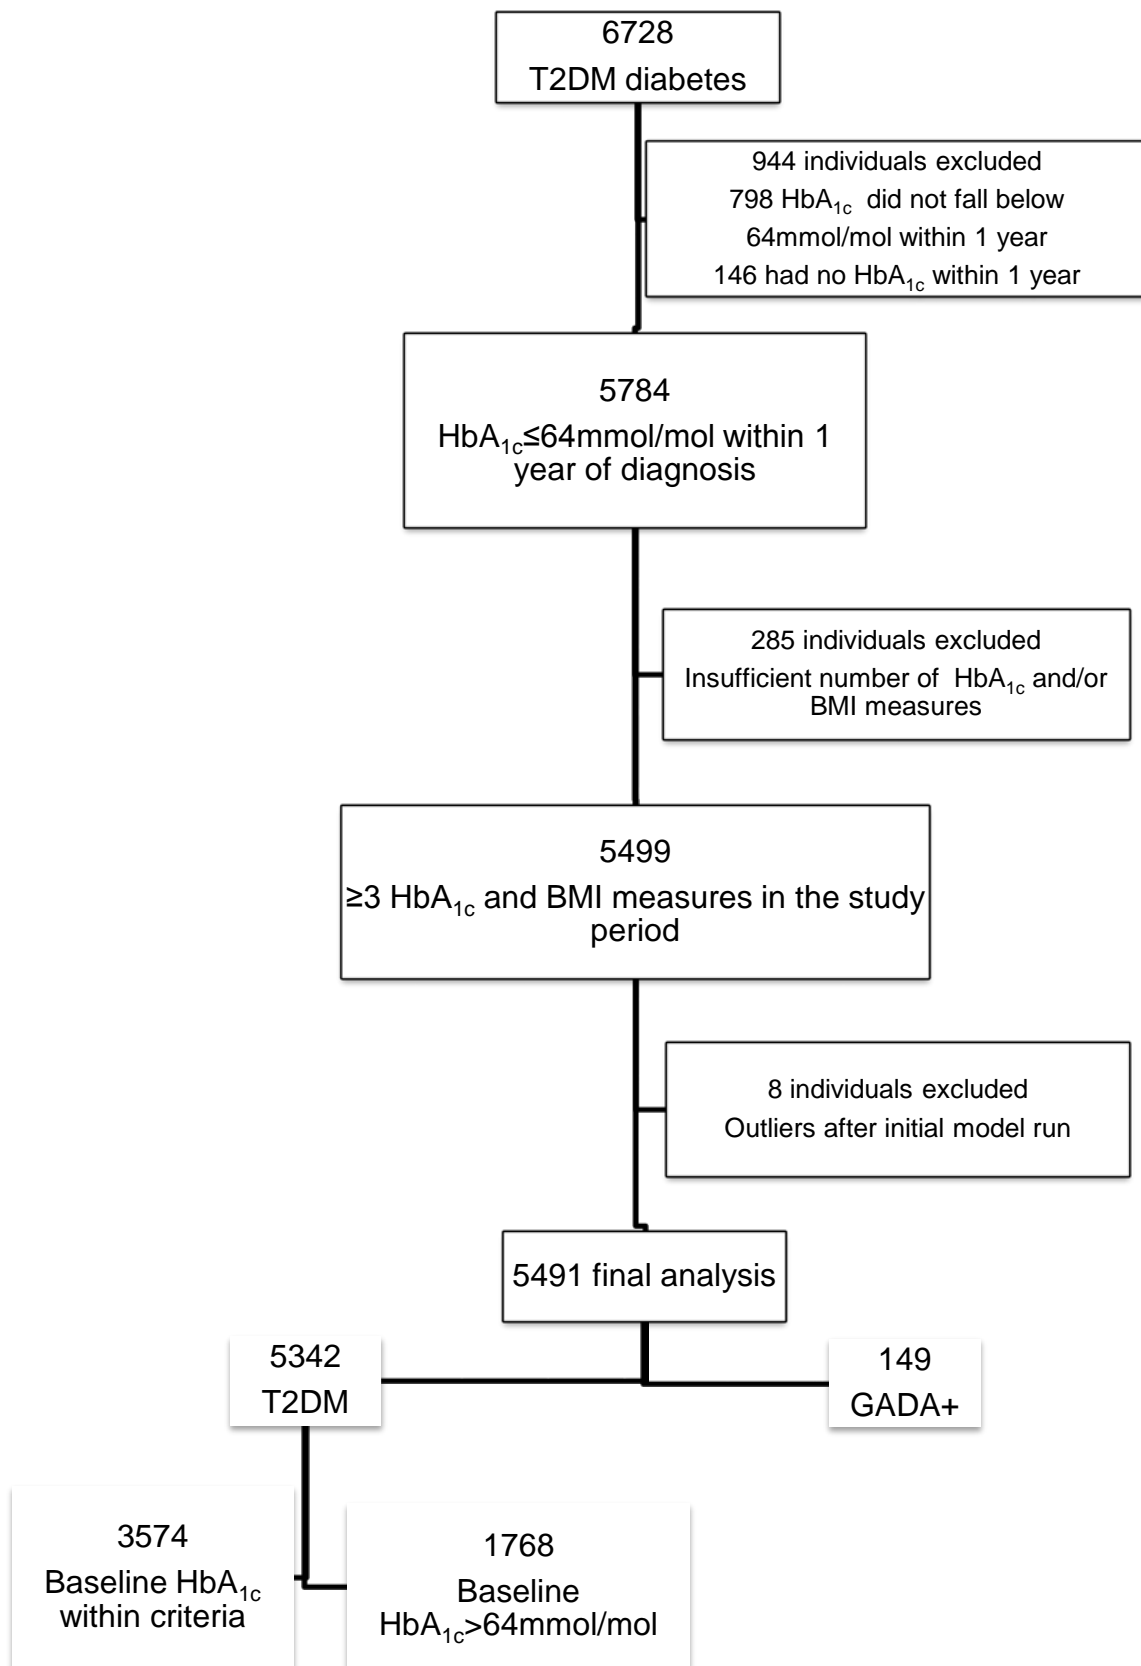 6728
T2DM diabetes
944 individuals excluded
798 HbA1c did not fall below
64mmol/mol within 1 year
146 had no HbA1c within 1 year
5784
HbA1c≤64mmol/mol within 1
year of diagnosis
285 individuals excluded
Insufficient number of HbA1c and/or
BMI measures
5499
≥3 HbA1c and BMI measures in the study
period
8 individuals excluded
Outliers after initial model run
5491 final analysis
5342
T2DM
149
GADA+
3574
Baseline HbA1c
within criteria
1768
Baseline
HbA1c>64mmol/mol